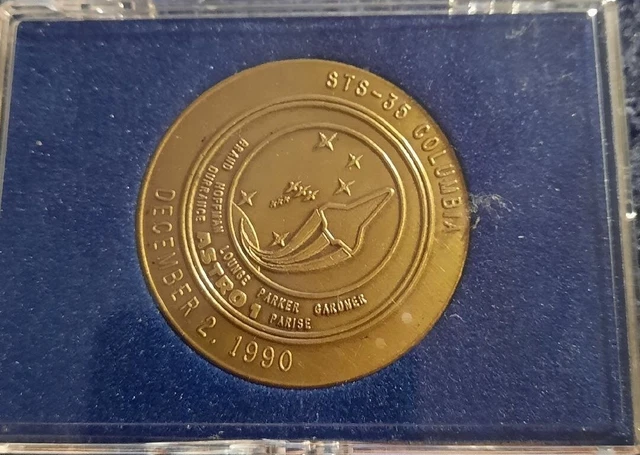 STS-35 COLUMBIA
BRAND HOFFMAN LOUNGE PARKER GARDNER
DURRANCE ASTRO 1 PARISE
DECEMBER 2, 1990